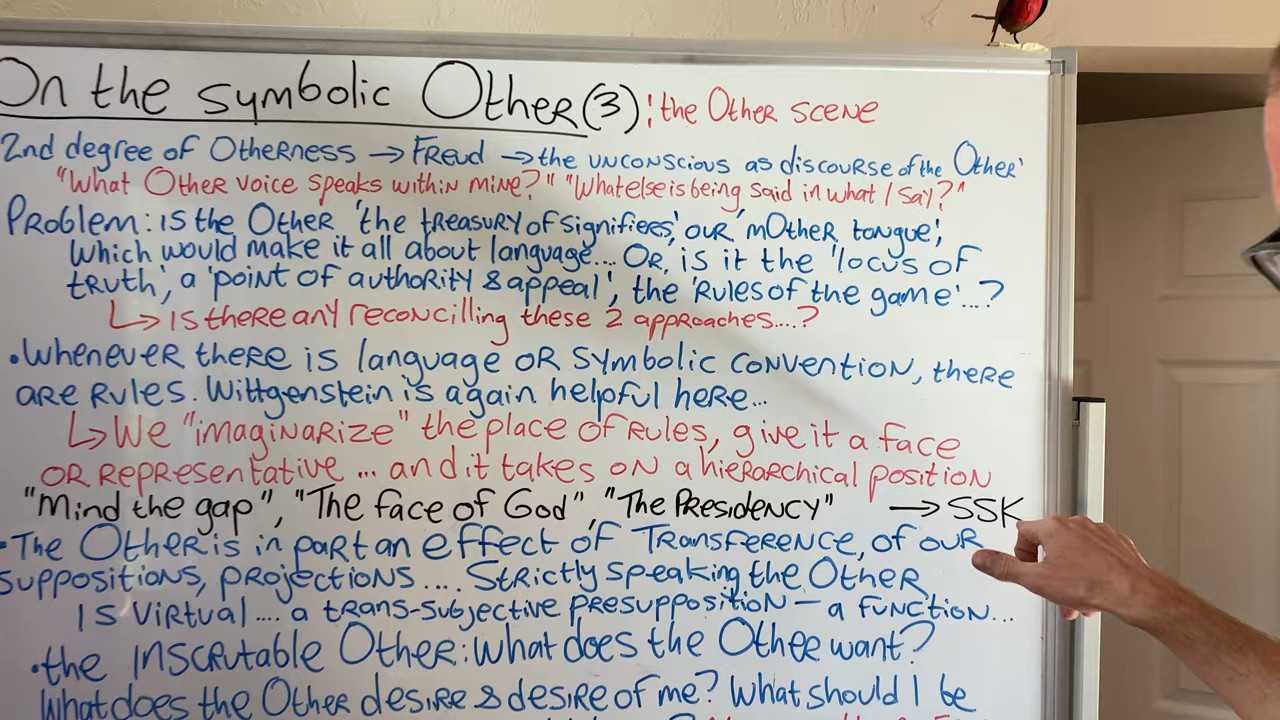 On the symbolic Other (3): the Other scene
2nd degree of Otherness → Freud → the unconscious as discourse of the Other'
"What Other voice speaks within mine?" "What else is being said in what I say?"
Problem: is the Other 'the treasury of signifiers', our 'mOther tongue',
which would make it all about language... Or, is it the 'locus of
truth', a 'point of authority & appeal', the 'Rules of the game'...?
↳ Is there any reconcilling these 2 approaches....?
•Whenever there is language or symbolic convention, there
are rules. Wittgenstein is again helpful here...
↳ We "imaginarize" the place of rules, give it a face
or representative ... and it takes on a hierarchical position
"Mind the gap", "The face of God", "The Presidency" → SSK
•The Other is in part an effect of Transference, of our
suppositions, projections.... Strictly speaking the Other
is virtual.... a trans-subjective presupposition – a function...
•the inscrutable Other: What does the Other want?
What does the Other desire & desire of me? What should I be